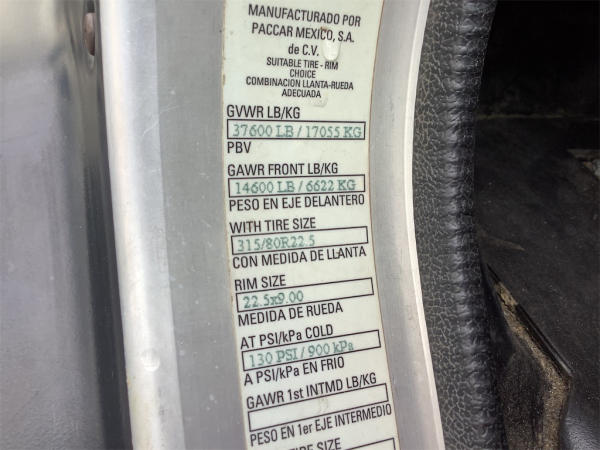 MANUFACTURADO POR
PACCAR MEXICO, S.A.
de C.V.
SUITABLE TIRE - RIM
CHOICE
COMBINACION LLANTA-RUEDA
ADECUADA
GVWR LB/KG
37600 LB / 17055 KG
PBV
GAWR FRONT LB/KG
14600 LB / 6622 KG
PESO EN EJE DELANTERO
WITH TIRE SIZE
315/80R22.5
CON MEDIDA DE LLANTA
RIM SIZE
22.5x9.00
MEDIDA DE RUEDA
AT PSI/kPa COLD
130 PSI / 900 kPa
A PSI/kPa EN FRIO
GAWR 1st INTMD LB/KG
PESO EN 1er EJE INTERMEDIO
TIRE SIZE